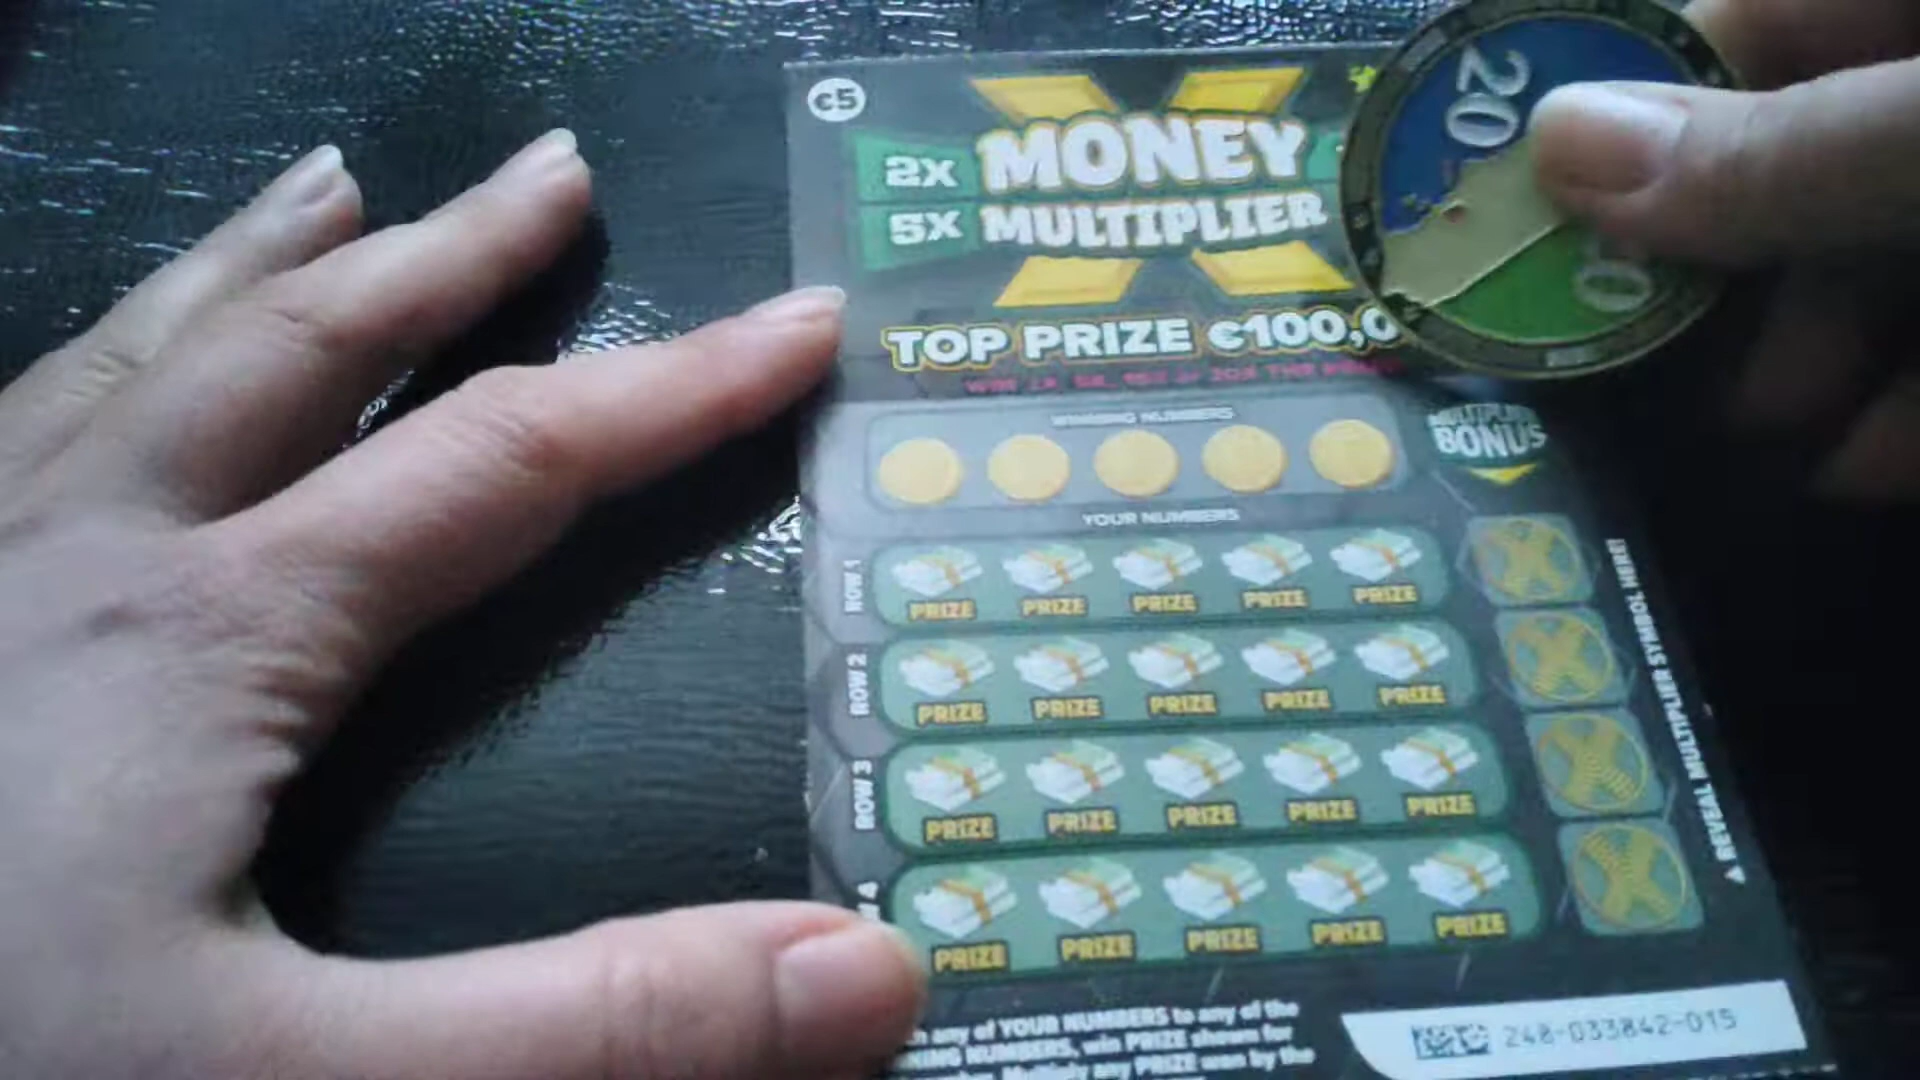 €5
2X MONEY
5X MULTIPLIER
TOP PRIZE €100,0
WINNING NUMBERS
MULTIPLIER
BONUS
YOUR NUMBERS
ROW 1
PRIZE PRIZE PRIZE PRIZE PRIZE
ROW 2
PRIZE PRIZE PRIZE PRIZE PRIZE
ROW 3
PRIZE PRIZE PRIZE PRIZE PRIZE
4
PRIZE PRIZE PRIZE PRIZE PRIZE
REVEAL MULTIPLIER SYMBOL HERE!
any of YOUR NUMBERS to any of the
NING NUMBERS, win PRIZE shown for
Multiply any PRIZE won by the
248-033842-015
20